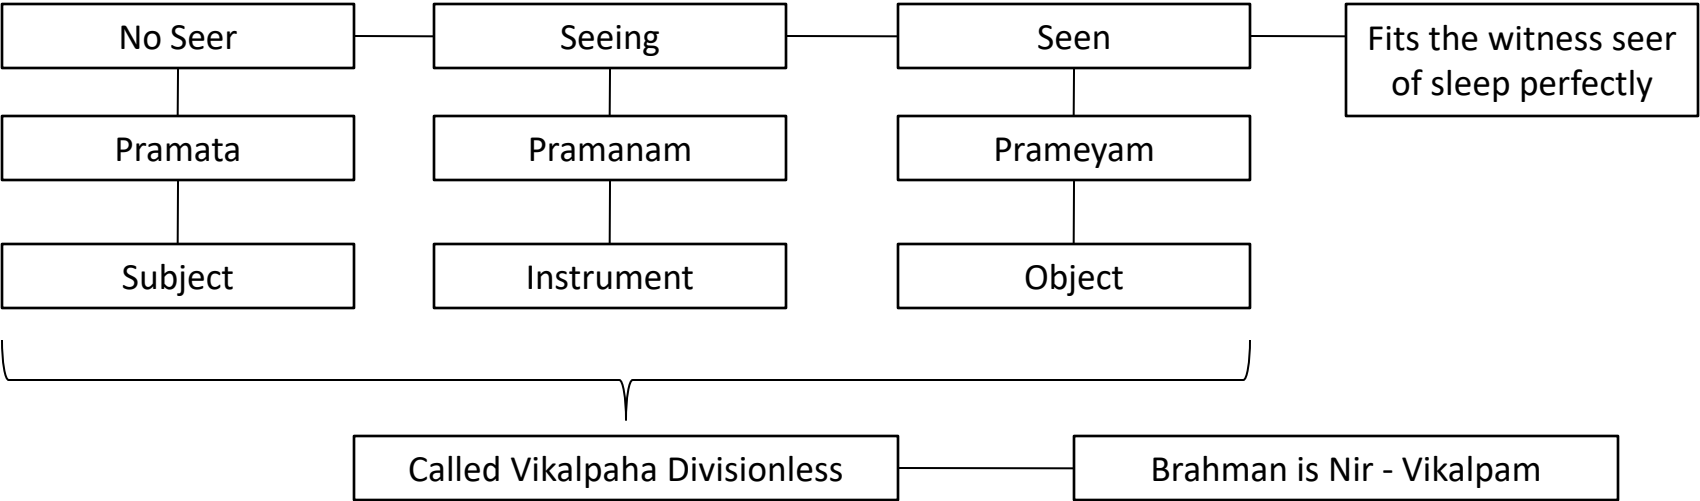 No Seer
Seeing
Seen
Fits the witness seer
of sleep perfectly
Pramata
Pramanam
Prameyam
Subject
Instrument
Object
Called Vikalpaha Divisionless
Brahman is Nir - Vikalpam